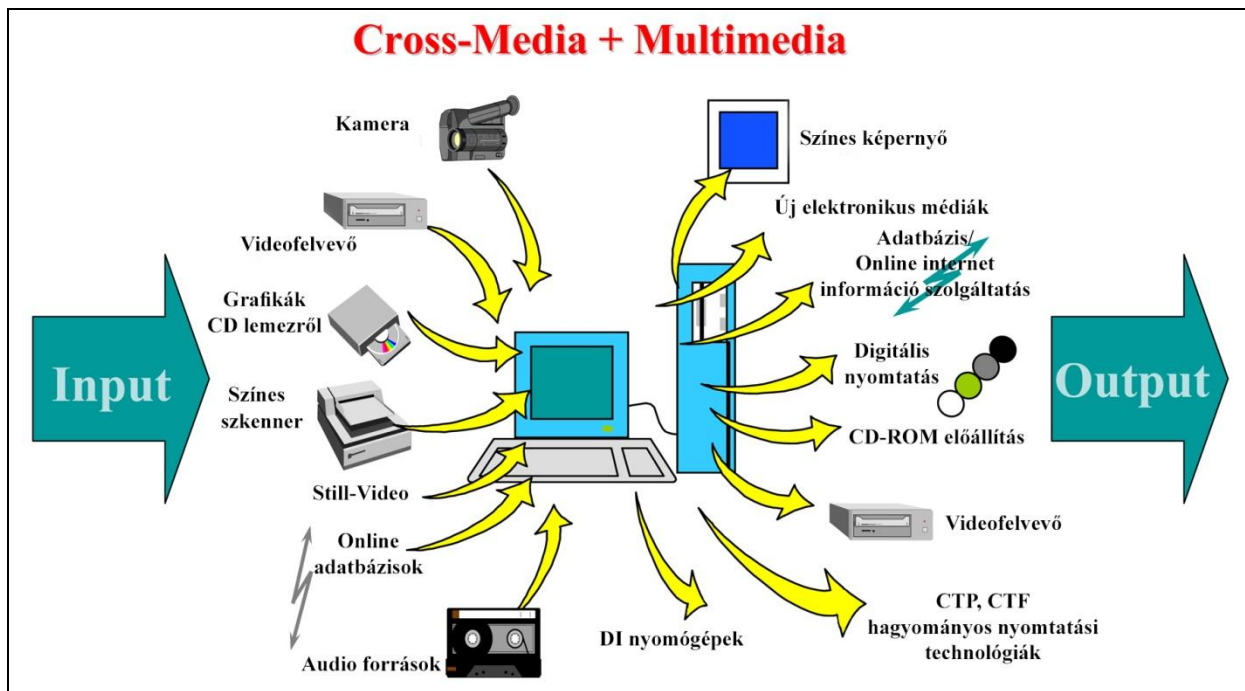 Cross-Media + Multimedia
Input
Kamera
Videofelvevő
Grafikák
CD lemezről
Színes
szkenner
Still-Video
Online
adatbázisok
Audio források
Színes képernyő
Új elektronikus médiák
Adatbázis/
Online internet
információ szolgáltatás
Digitális
nyomtatás
CD-ROM előállítás
Videofelvevő
CTP, CTF
hagyományos nyomtatási
technológiák
DI nyomógépek
Output